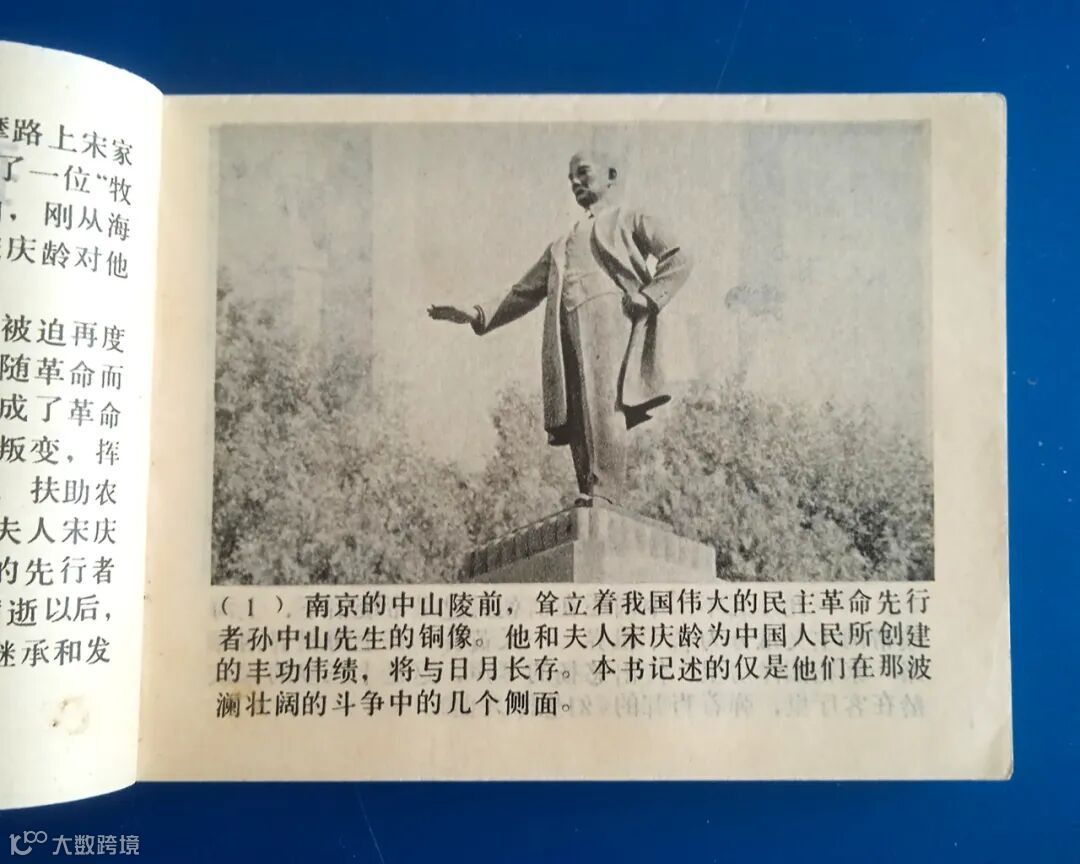 路上宋家
了一位“牧
，刚从海
庆龄对他
被迫再度
随革命而
成了革命
叛变，挥
扶助农
夫人宋庆
的先行者
逝以后，
继承和发
（1）南京的中山陵前，耸立着我国伟大的民主革命先行
者孙中山先生的铜像。他和夫人宋庆龄为中国人民所创建
的丰功伟绩，将与日月长存。本书记述的仅是他们在那波
澜壮阔的斗争中的几个侧面。
大数跨境